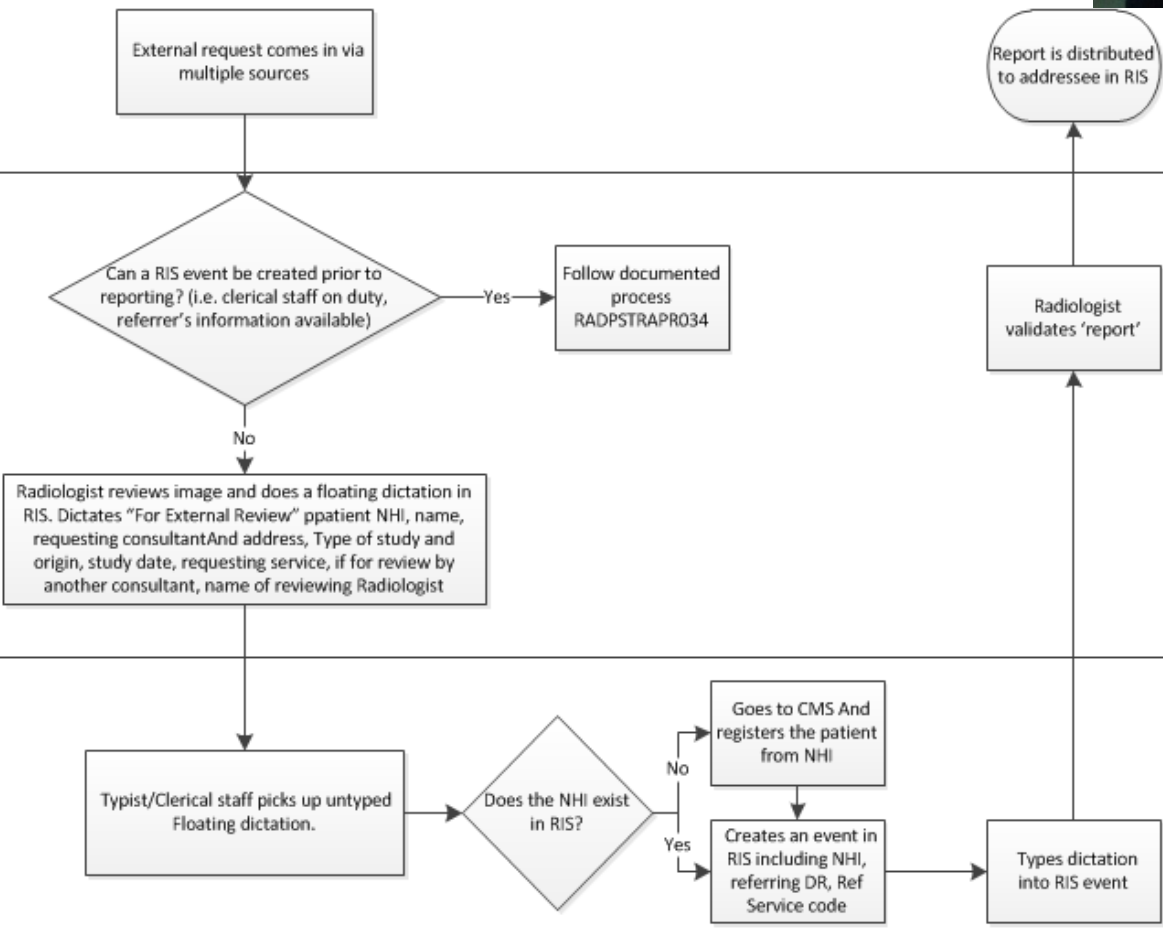 External request comes in via
multiple sources
Report is distributed
to addressee in RIS
Can a RIS event be created prior to
reporting? (i.e. clerical staff on duty,
referrer's information available)
Yes
Follow documented
process
RADPSTRAPR034
Radiologist
validates 'report'
No
Radiologist reviews image and does a floating dictation in
RIS. Dictates "For External Review" ppatient NHI, name,
requesting consultantAnd address, Type of study and
origin, study date, requesting service, if for review by
another consultant, name of reviewing Radiologist
Typist/Clerical staff picks up untyped
Floating dictation.
Does the NHI exist
in RIS?
No
Goes to CMS And
registers the patient
from NHI
Yes
Creates an event in
RIS including NHI,
referring DR, Ref
Service code
Types dictation
into RIS event